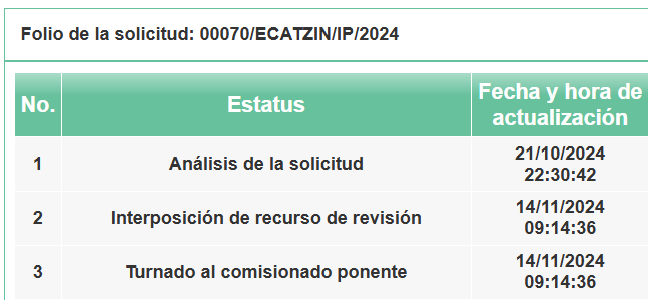 Folio de la solicitud: 00070/ECATZIN/IP/2024
No. Estatus Fecha y hora de
actualización
1 Análisis de la solicitud 21/10/2024
22:30:42
2 Interposición de recurso de revisión 14/11/2024
09:14:36
3 Turnado al comisionado ponente 14/11/2024
09:14:36